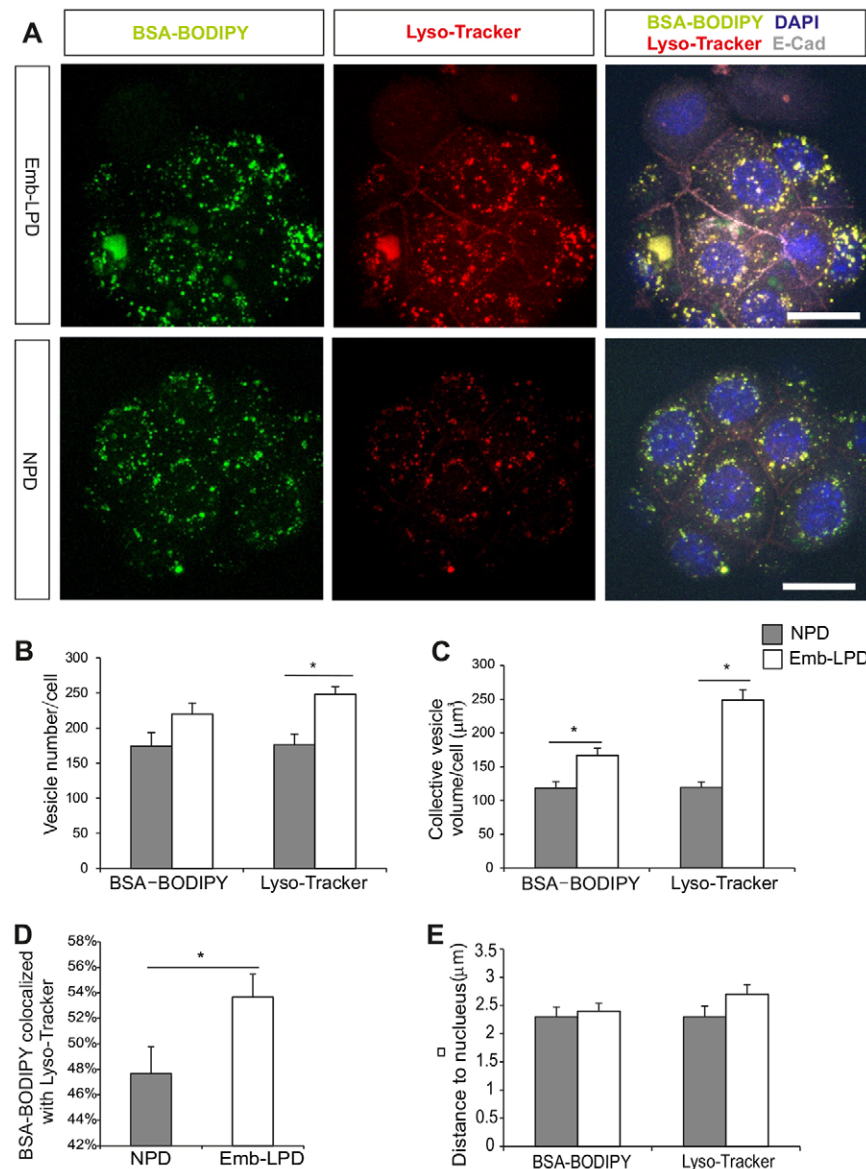 A
BSA-BODIPY
Lyso-Tracker
BSA-BODIPY DAPI
Lyso-Tracker E-Cad
Emb-LPD
NPD
NPD
Emb-LPD
B
Vesicle number/cell
300
250
200
150
100
50
0
*
BSA-BODIPY
Lyso-Tracker
C
Collective vesicle
volume/cell (μm³)
300
250
200
150
100
50
0
*
*
BSA-BODIPY
Lyso-Tracker
D
BSA-BODIPY colocalized
with Lyso-Tracker
58%
56%
54%
52%
50%
48%
46%
44%
42%
*
NPD
Emb-LPD
E
Distance to nuclueus(μm)
3.5
3
2.5
2
1.5
1
0.5
0
BSA-BODIPY
Lyso-Tracker